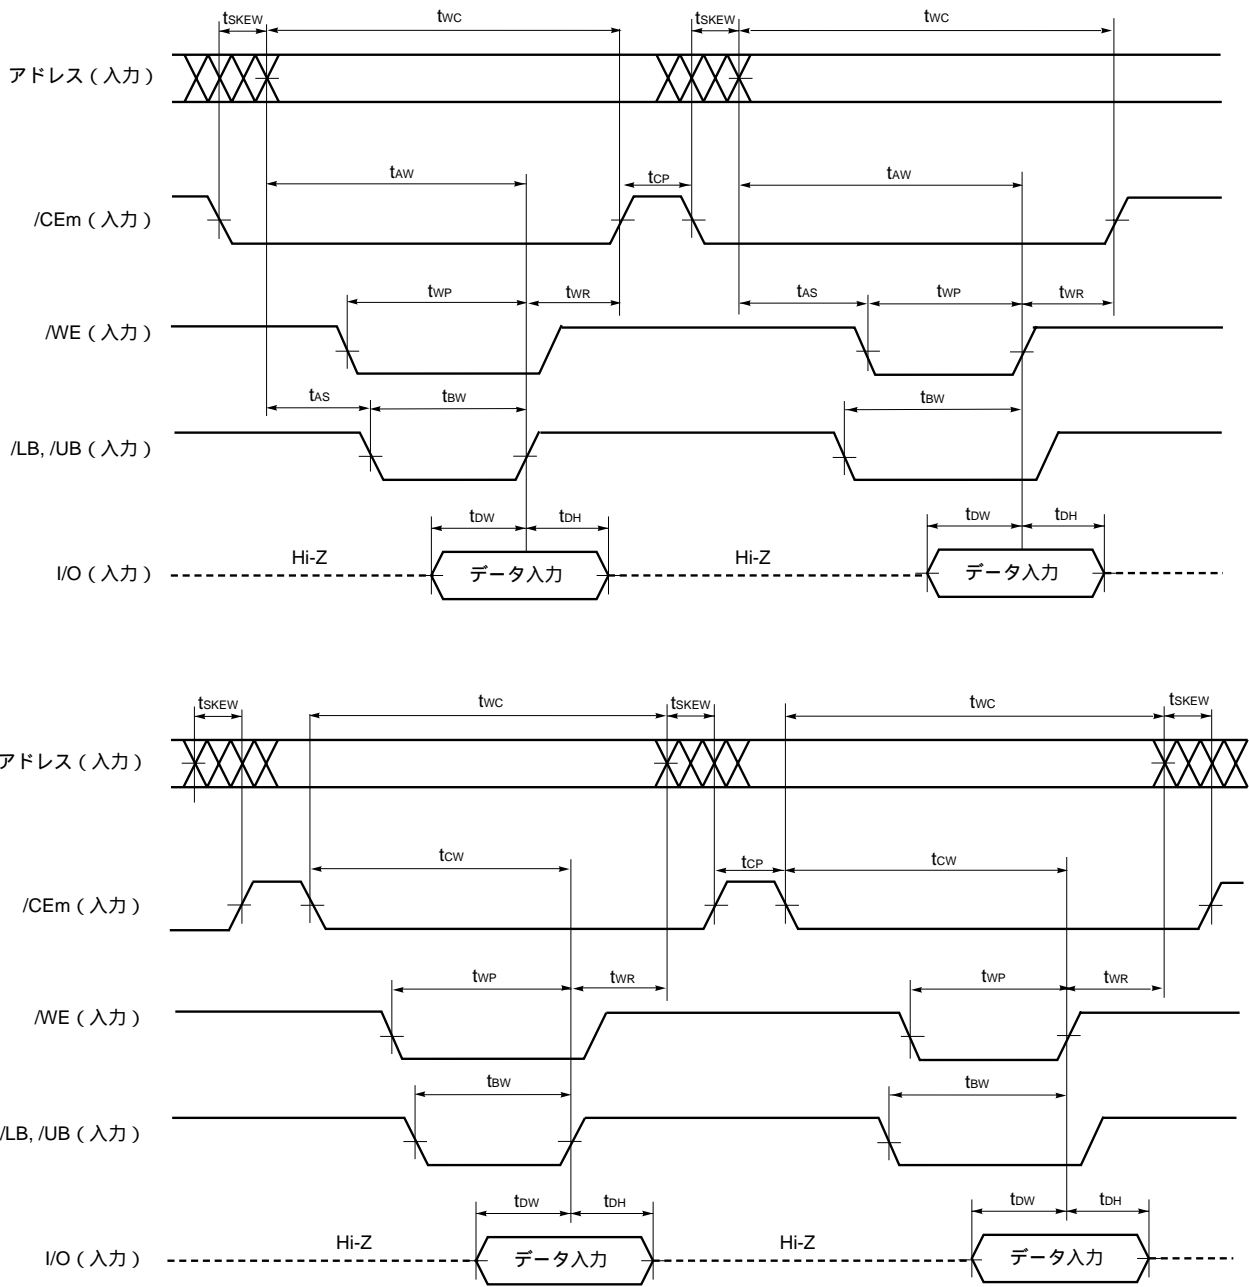 tSKEW tWC tSKEW tWC
アドレス（入力）
tAW tCP tAW
/CEm（入力）
tWP tWR tAS tWP tWR
/WE（入力）
tAS tBW tBW
/LB, /UB（入力）
tDW tDH tDW tDH
I/O（入力） Hi-Z データ入力 Hi-Z データ入力
tSKEW tWC tSKEW tWC tSKEW
アドレス（入力）
tCW tCP tCW
/CEm（入力）
tWP tWR tWP tWR
/WE（入力）
tBW tBW
/LB, /UB（入力）
tDW tDH tDW tDH
I/O（入力） Hi-Z データ入力 Hi-Z データ入力